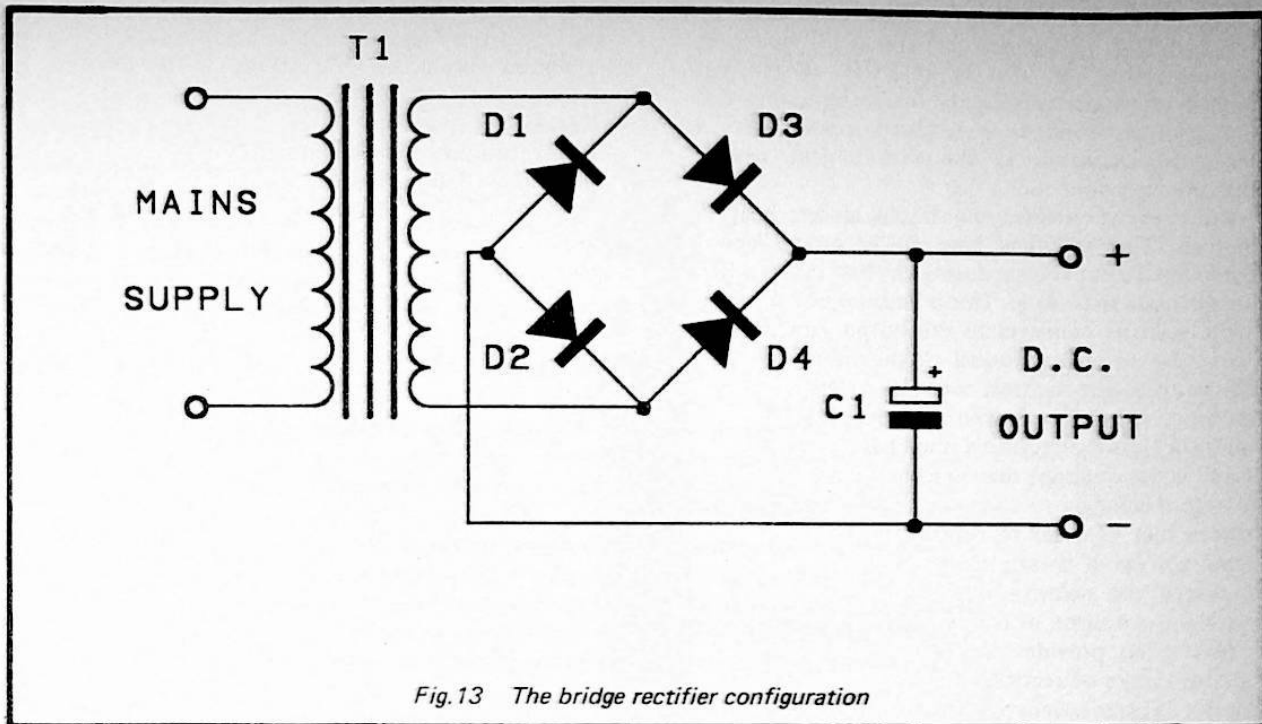 T1
D1
D3
MAINS
SUPPLY
+
D2
D4
+
D.C.
C1
OUTPUT
−
Fig.13 The bridge rectifier configuration